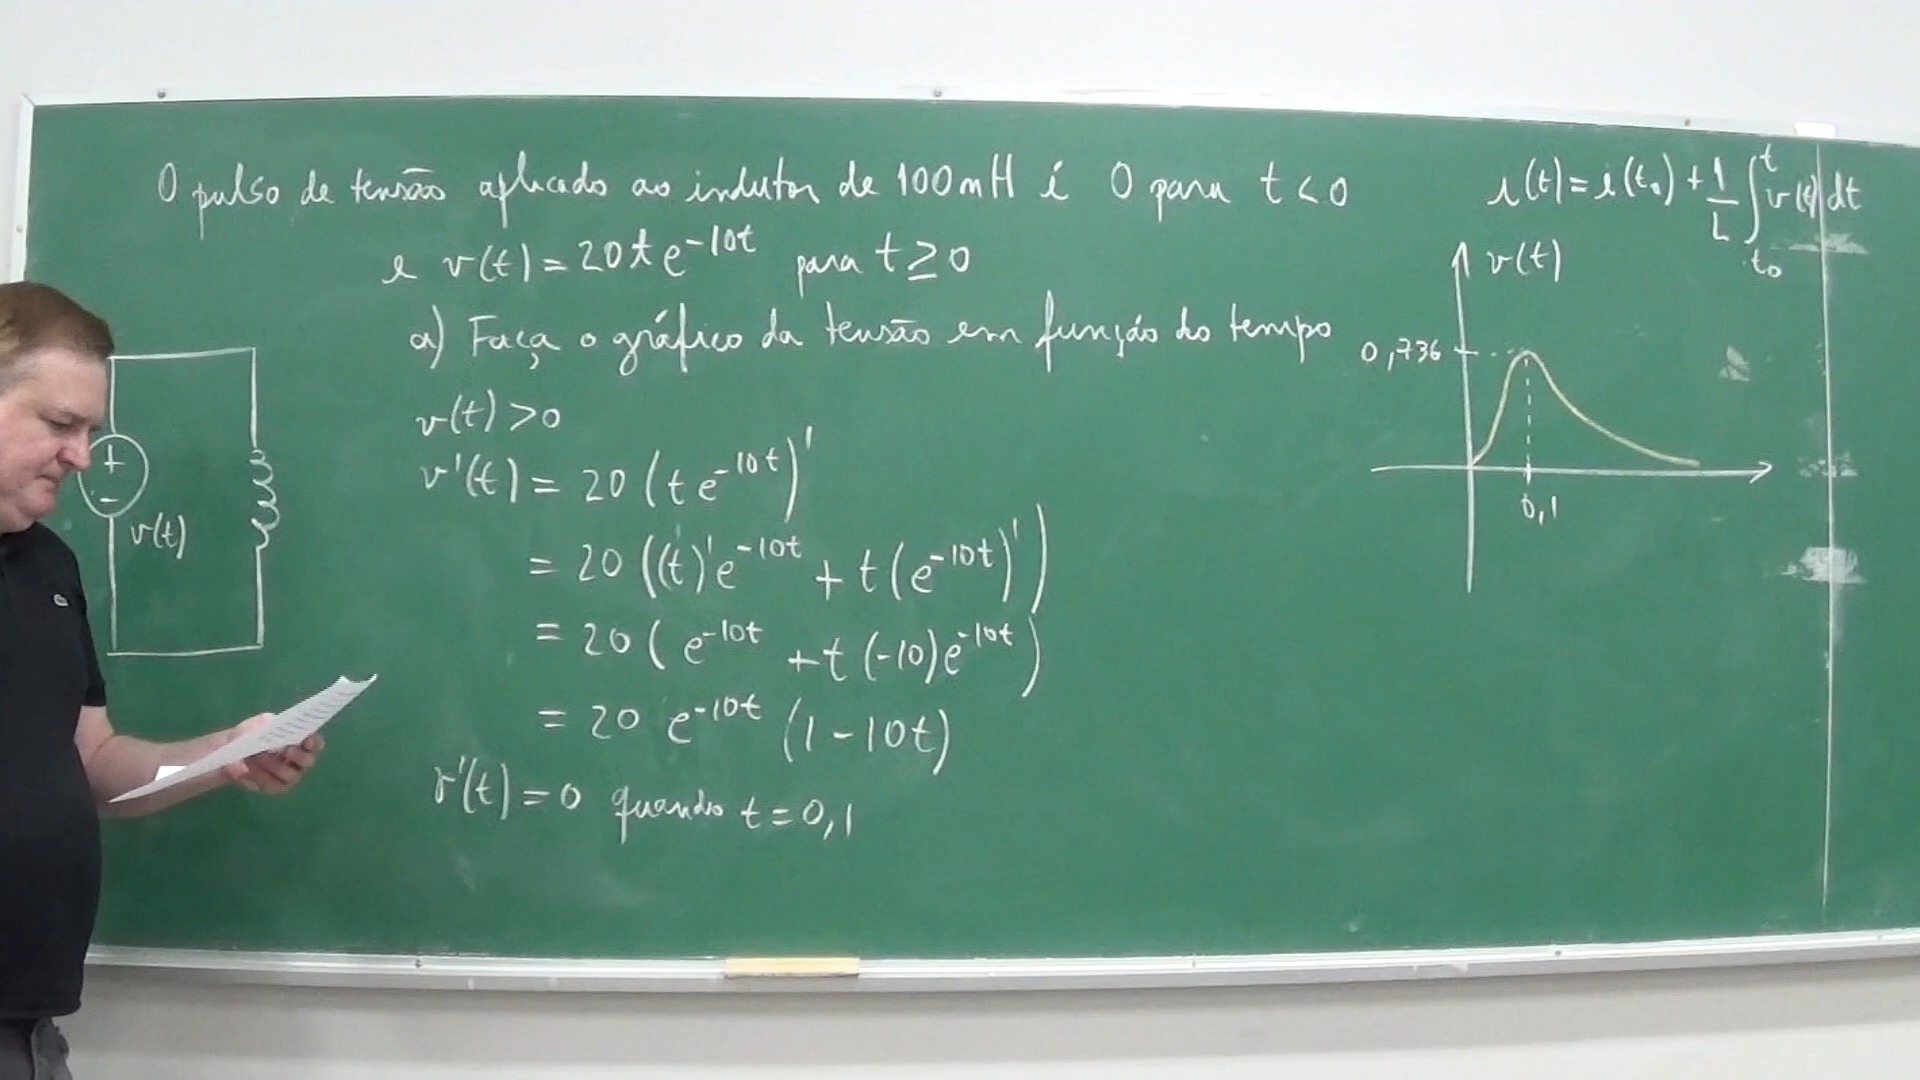 O pulso de tensão aplicado ao indutor de 100mH é 0 para t < 0
e v(t) = 20te^{-10t} para t ≥ 0
a) Faça o gráfico da tensão em função do tempo
v(t) > 0
v'(t) = 20 (te^{-10t})'
= 20 ((t)'e^{-10t} + t(e^{-10t})')
= 20 (e^{-10t} + t(-10)e^{-10t})
= 20 e^{-10t} (1-10t)
v'(t) = 0 quando t = 0,1
+
-
v(t)
i(t) = i(t₀) + 1/L ∫_{t₀}^{t} v(t) dt
v(t)
0,736
0,1